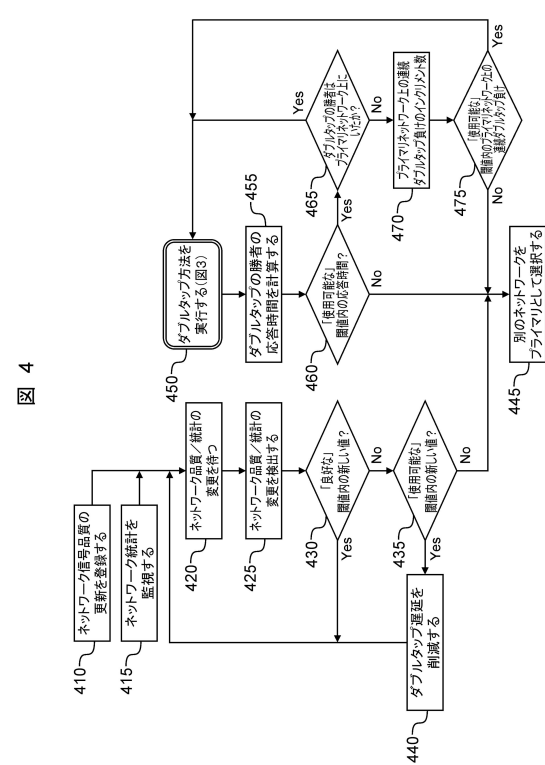 図 4
ネットワーク信号品質の
更新を登録する
410
ネットワーク統計を
監視する
415
ネットワーク品質／統計の
変更を待つ
420
ネットワーク品質／統計の
変更を検出する
425
「良好な」
閾値内の新しい値？
430
Yes
No
「使用可能な」
閾値内の新しい値？
435
Yes
No
ダブルタップ遅延を
削減する
440
ダブルタップ方法を
実行する(図3)
450
ダブルタップの勝者の
応答時間を計算する
455
「使用可能な」
閾値内の応答時間？
460
Yes
No
ダブルタップの勝者は
プライマリネットワーク上に
いたか？
465
Yes
No
プライマリネットワーク上の連続
ダブルタップ負けのインクリメント数
470
「使用可能な」
閾値内のプライマリネットワーク上の
連続ダブルタップ負け
475
Yes
No
別のネットワークを
プライマリとして選択する
445